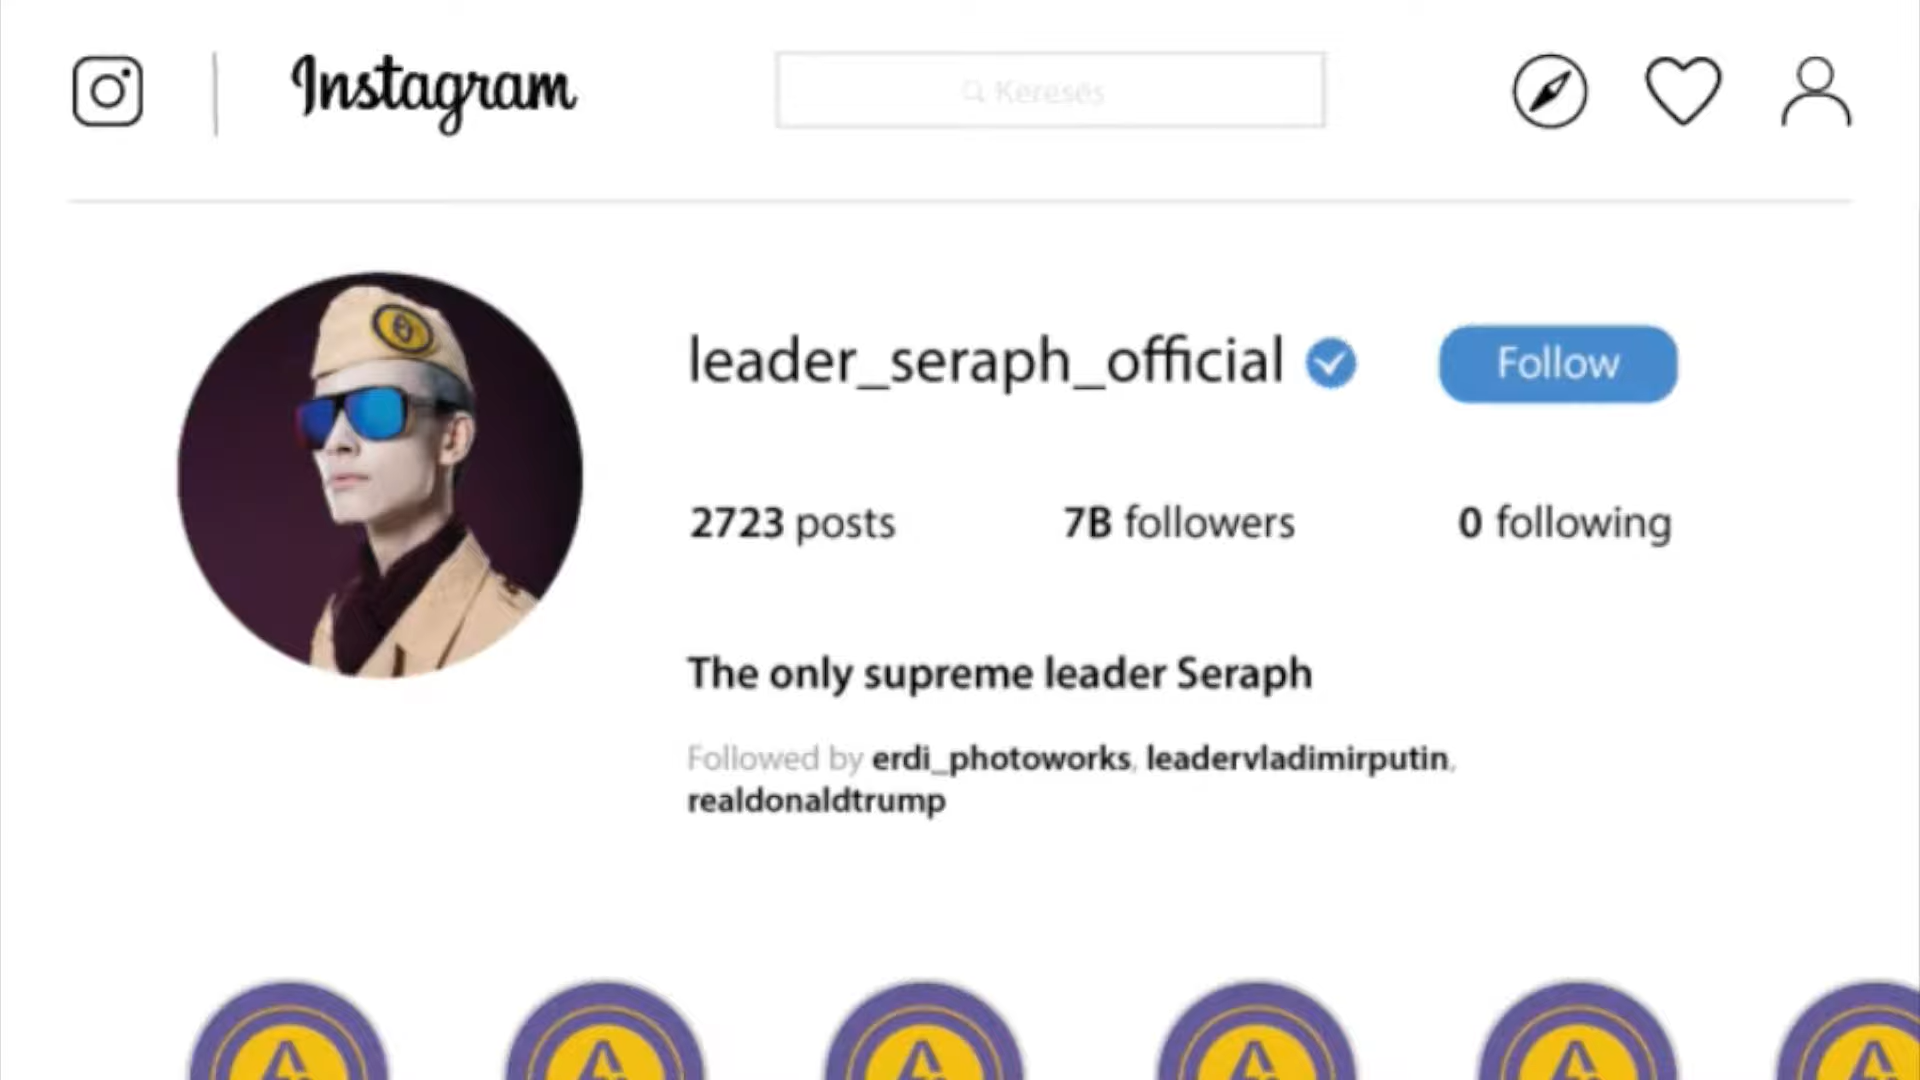 Instagram
Keresés
leader_seraph_official
Follow
2723 posts
7B followers
0 following
The only supreme leader Seraph
Followed by erdi_photoworks, leadervladimirputin,
realdonaldtrump